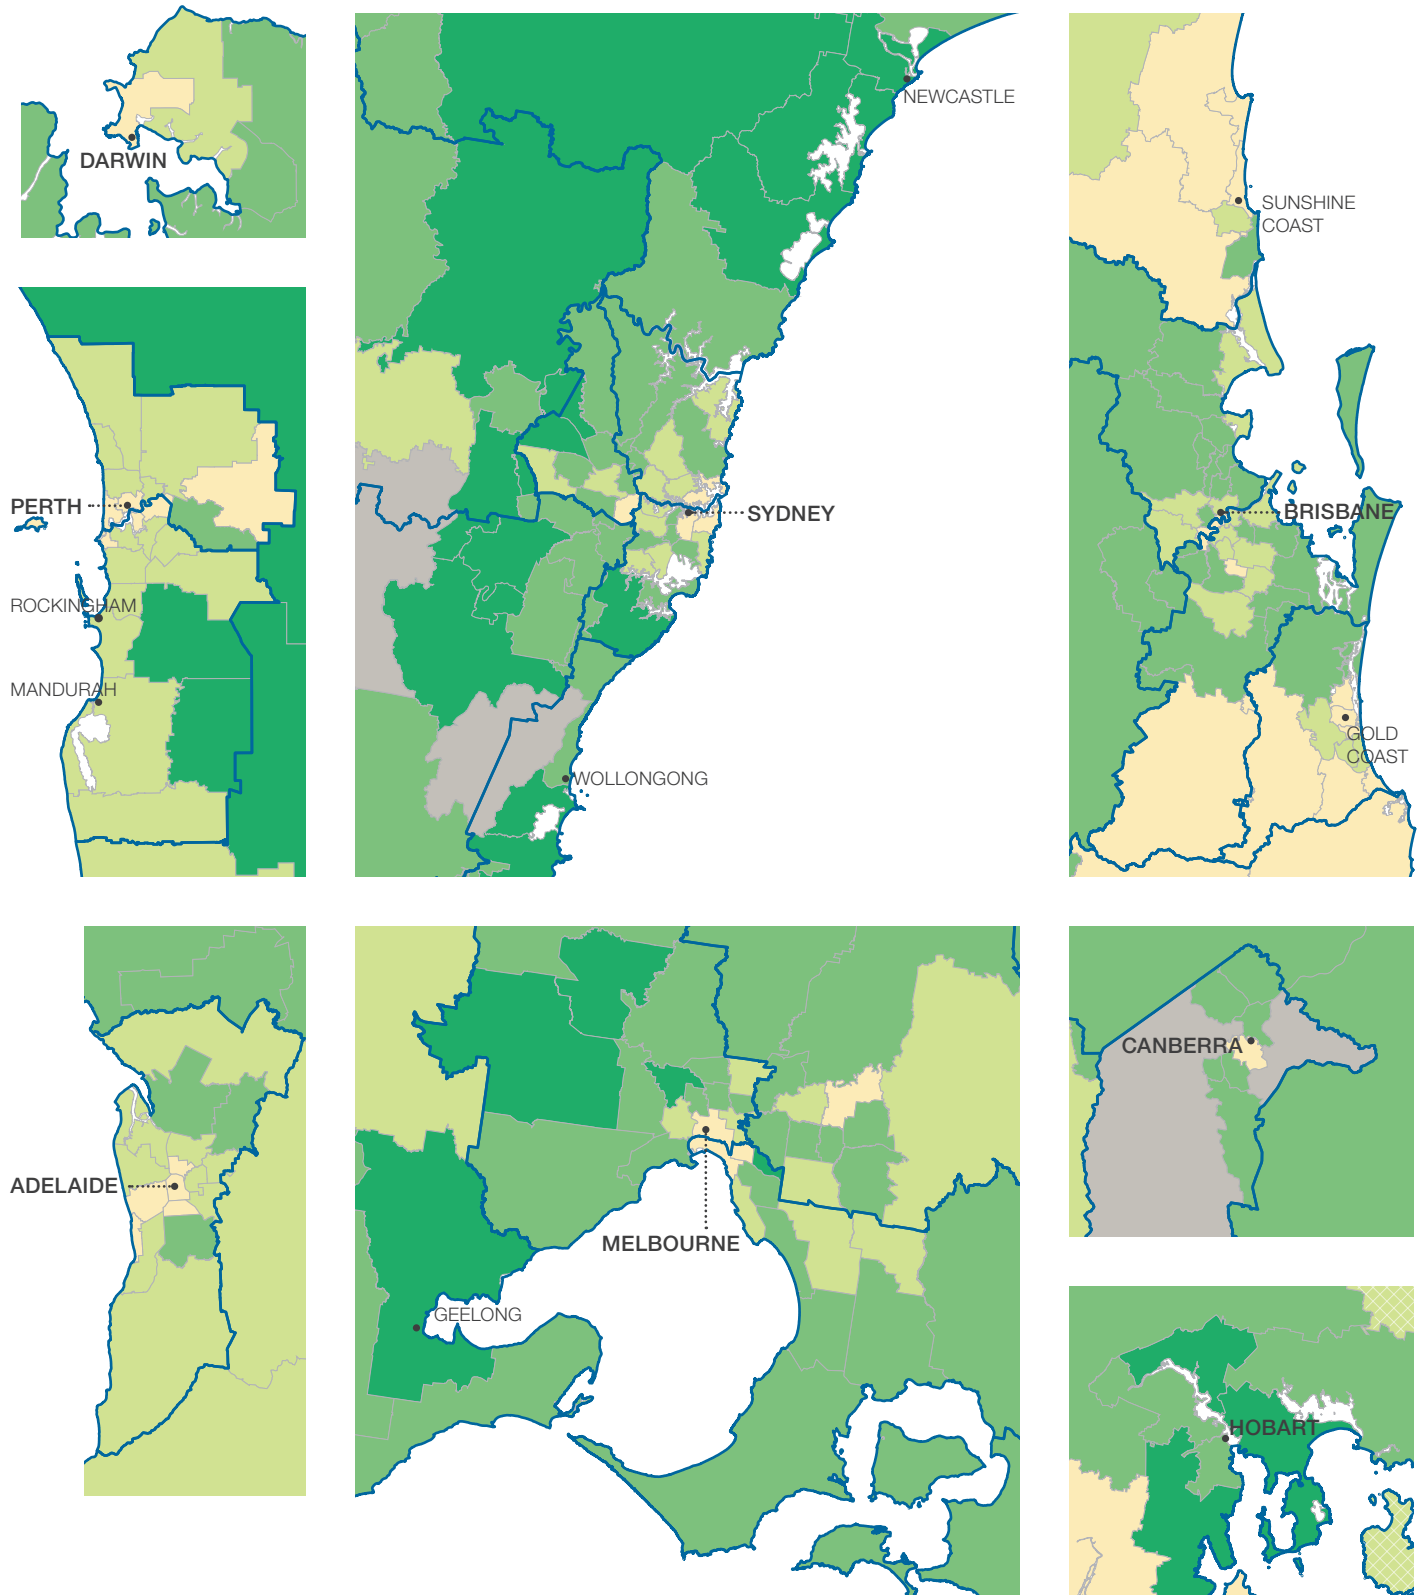 DARWIN
NEWCASTLE
SUNSHINE
COAST
PERTH
SYDNEY
BRISBANE
ROCKINGHAM
MANDURAH
GOLD
COAST
WOLLONGONG
CANBERRA
ADELAIDE
MELBOURNE
GEELONG
HOBART